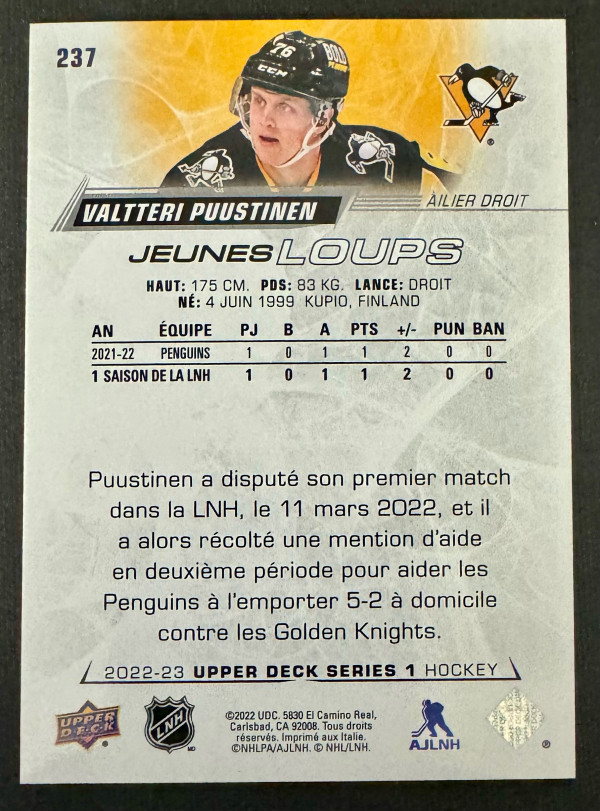 237
76
CCM
BOLD
VALTTERI PUUSTINEN
AILIER DROIT
JEUNES LOUPS
HAUT: 175 CM. PDS: 83 KG. LANCE: DROIT
NÉ: 4 JUIN 1999 KUPIO, FINLAND
AN ÉQUIPE PJ B A PTS +/- PUN BAN
2021-22 PENGUINS 1 0 1 1 2 0 0
1 SAISON DE LA LNH 1 0 1 1 2 0 0
Puustinen a disputé son premier match
dans la LNH, le 11 mars 2022, et il
a alors récolté une mention d'aide
en deuxième période pour aider les
Penguins à l'emporter 5-2 à domicile
contre les Golden Knights.
2022-23 UPPER DECK SERIES 1 HOCKEY
UPPER DECK ®
LNH MD
©2022 UDC. 5830 El Camino Real,
Carlsbad, CA 92008. Tous droits
réservés. Imprimé aux Italie.
©NHLPA/AJLNH. © NHL/LNH.
AJLNH
®